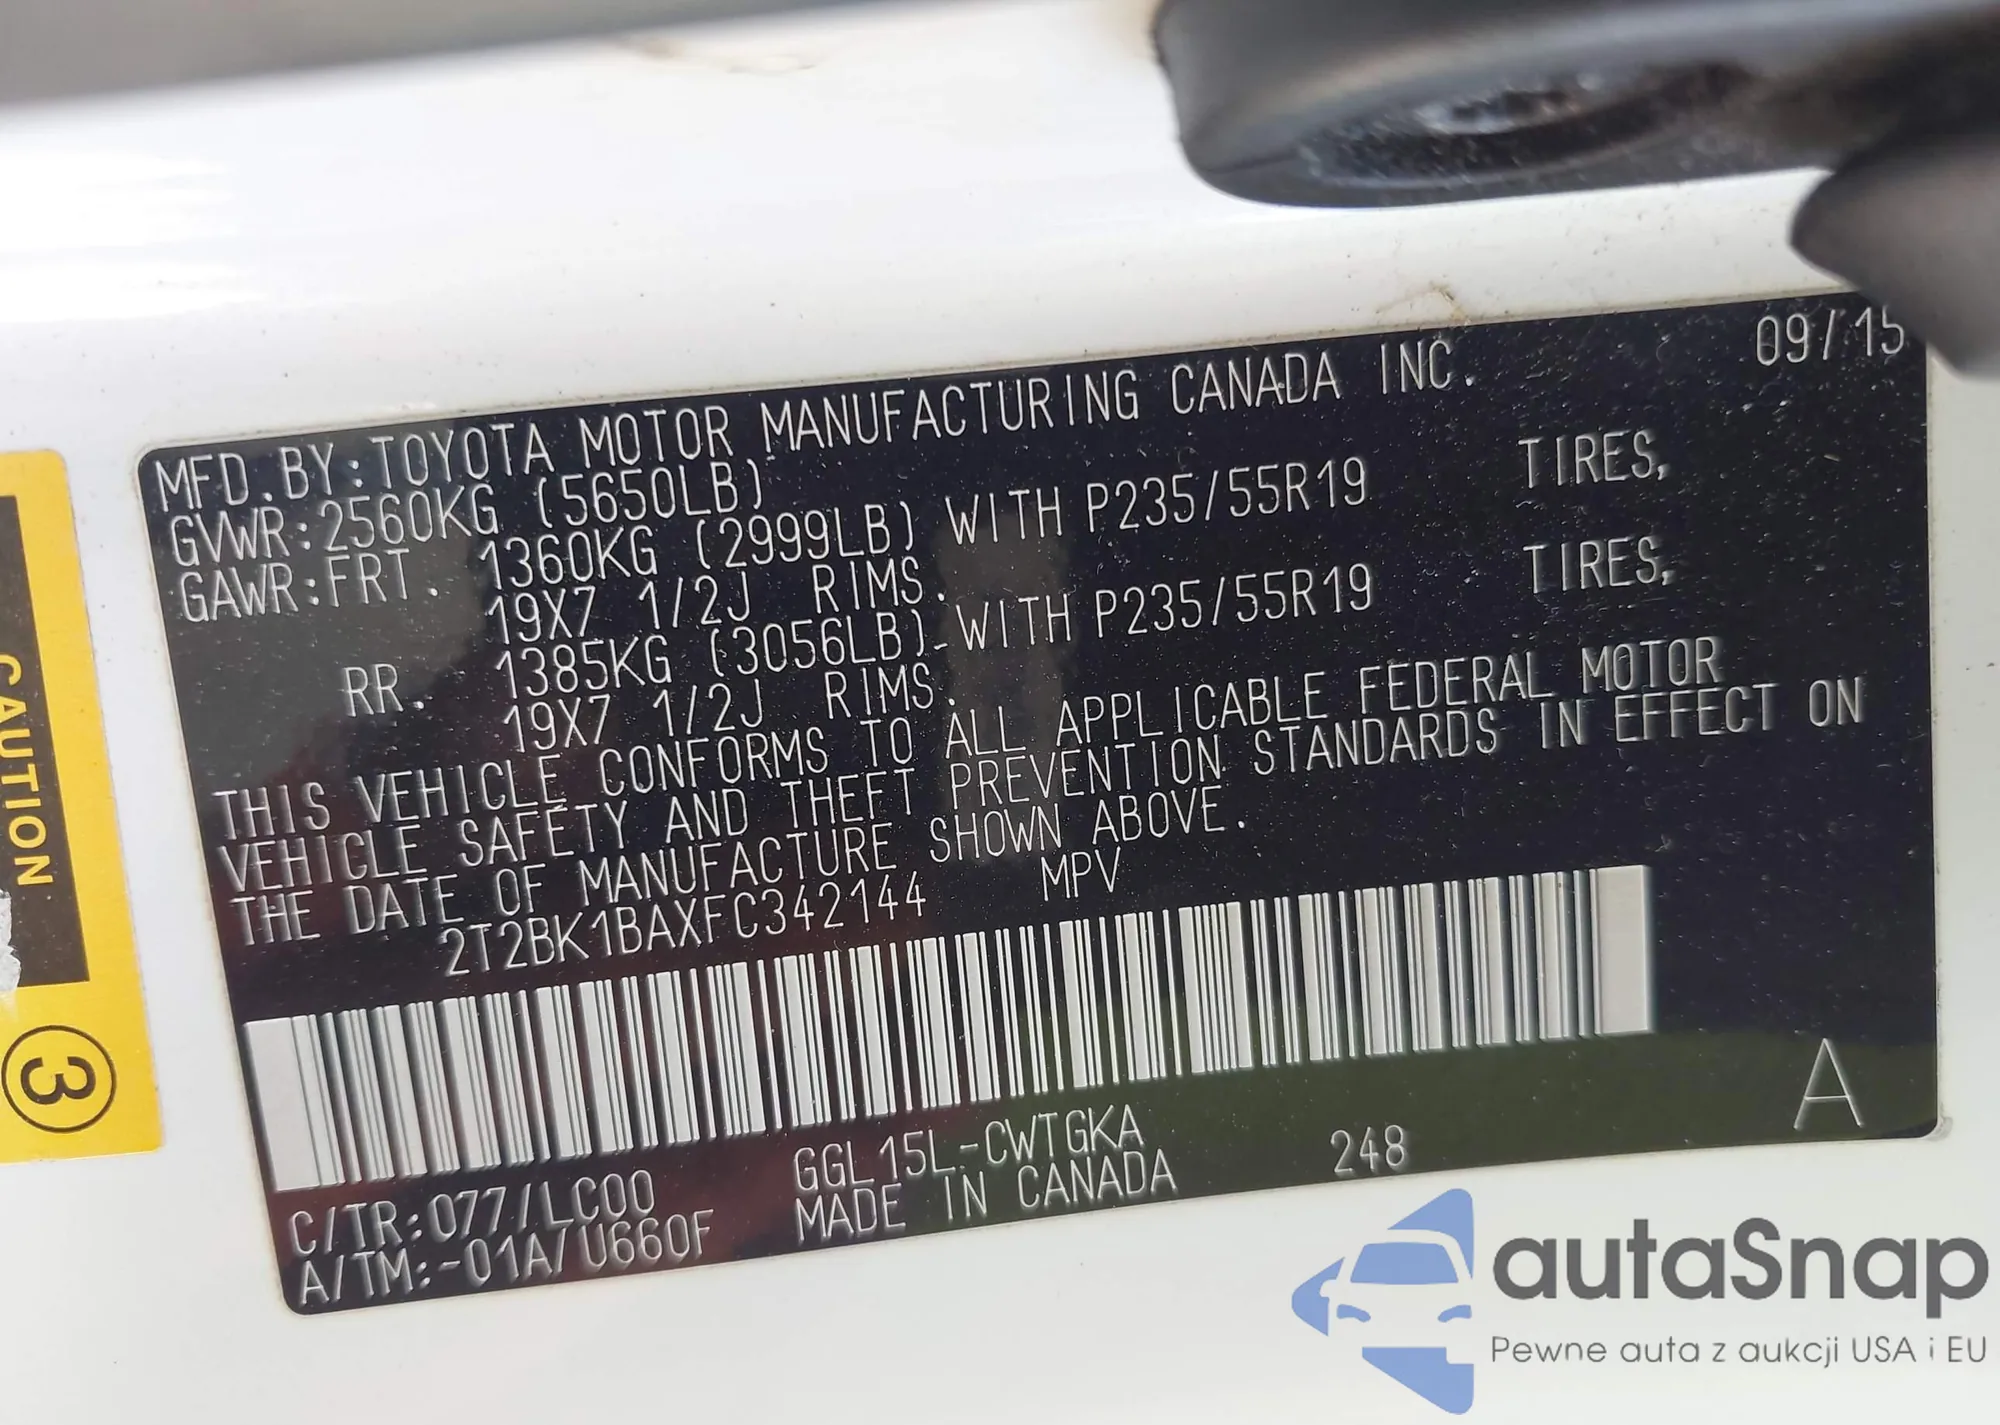 09/15
MFD.BY:TOYOTA MOTOR MANUFACTURING CANADA INC.
GVWR:2560KG (5650LB)
GAWR:FRT. 1360KG (2999LB) WITH P235/55R19 TIRES,
19X7 1/2J RIMS.
RR. 1385KG (3056LB) WITH P235/55R19 TIRES,
19X7 1/2J RIMS.
THIS VEHICLE CONFORMS TO ALL APPLICABLE FEDERAL MOTOR
VEHICLE SAFETY AND THEFT PREVENTION STANDARDS IN EFFECT ON
THE DATE OF MANUFACTURE SHOWN ABOVE.
2T2BK1BAXFC342144 MPV
C/TR:077/LC00 GGL15L-CWTGKA 248 A
A/TM:-01A/U660F MADE IN CANADA
CAUTION
3
autaSnap
Pewne auta z aukcji USA i EU